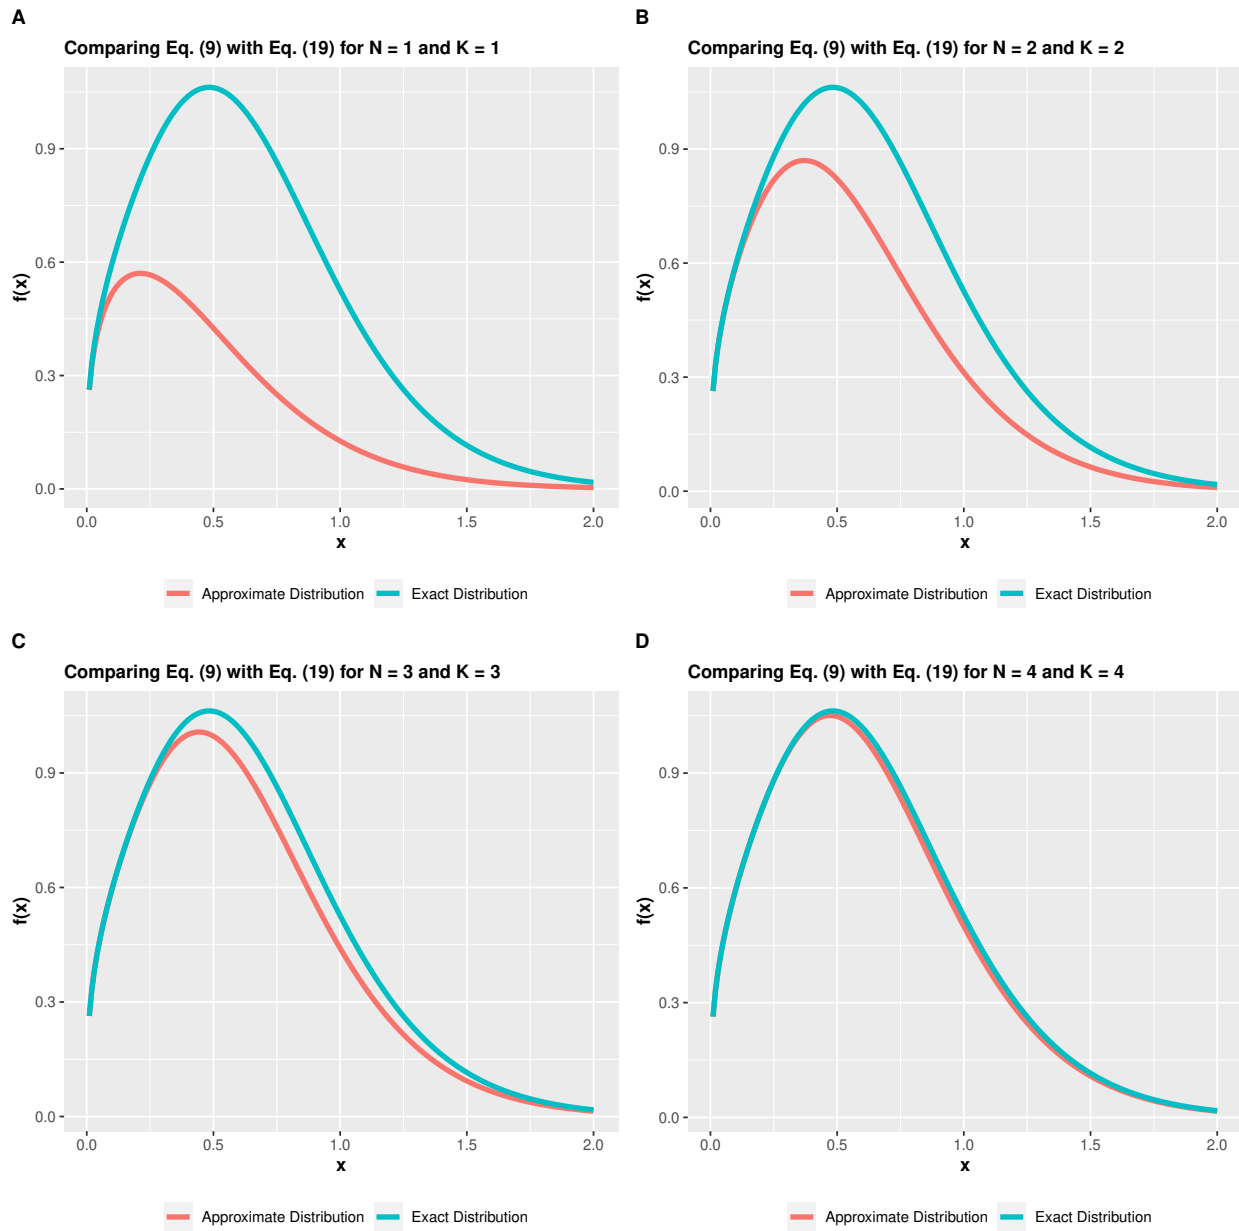 A
Comparing Eq. (9) with Eq. (19) for N = 1 and K = 1
f(x)
0.9
0.6
0.3
0.0
0.0 0.5 1.0 1.5 2.0
x
Approximate Distribution Exact Distribution
B
Comparing Eq. (9) with Eq. (19) for N = 2 and K = 2
f(x)
0.9
0.6
0.3
0.0
0.0 0.5 1.0 1.5 2.0
x
Approximate Distribution Exact Distribution
C
Comparing Eq. (9) with Eq. (19) for N = 3 and K = 3
f(x)
0.9
0.6
0.3
0.0
0.0 0.5 1.0 1.5 2.0
x
Approximate Distribution Exact Distribution
D
Comparing Eq. (9) with Eq. (19) for N = 4 and K = 4
f(x)
0.9
0.6
0.3
0.0
0.0 0.5 1.0 1.5 2.0
x
Approximate Distribution Exact Distribution